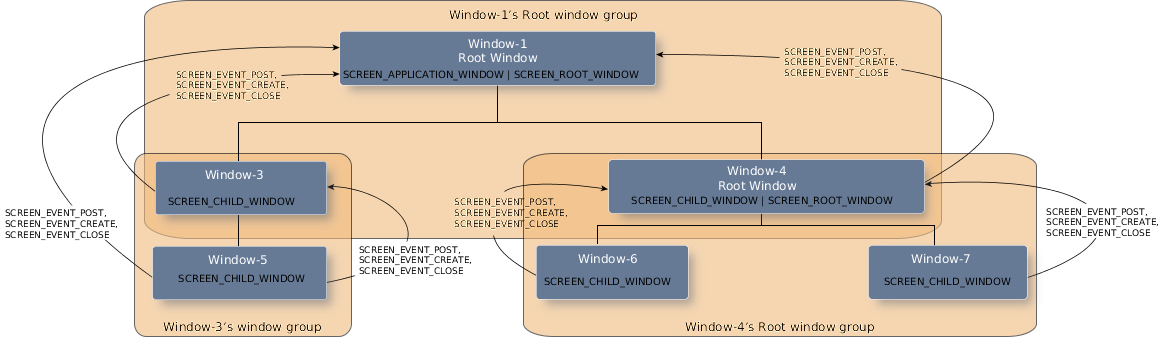 Window-1's Root window group
Window-1
Root Window
SCREEN_APPLICATION_WINDOW | SCREEN_ROOT_WINDOW
SCREEN_EVENT_POST,
SCREEN_EVENT_CREATE,
SCREEN_EVENT_CLOSE
SCREEN_EVENT_POST,
SCREEN_EVENT_CREATE,
SCREEN_EVENT_CLOSE
Window-3
SCREEN_CHILD_WINDOW
Window-4
Root Window
SCREEN_CHILD_WINDOW | SCREEN_ROOT_WINDOW
SCREEN_EVENT_POST,
SCREEN_EVENT_CREATE,
SCREEN_EVENT_CLOSE
SCREEN_EVENT_POST,
SCREEN_EVENT_CREATE,
SCREEN_EVENT_CLOSE
SCREEN_EVENT_POST,
SCREEN_EVENT_CREATE,
SCREEN_EVENT_CLOSE
Window-5
SCREEN_CHILD_WINDOW
SCREEN_EVENT_POST,
SCREEN_EVENT_CREATE,
SCREEN_EVENT_CLOSE
Window-6
SCREEN_CHILD_WINDOW
Window-7
SCREEN_CHILD_WINDOW
Window-3's window group
Window-4's Root window group